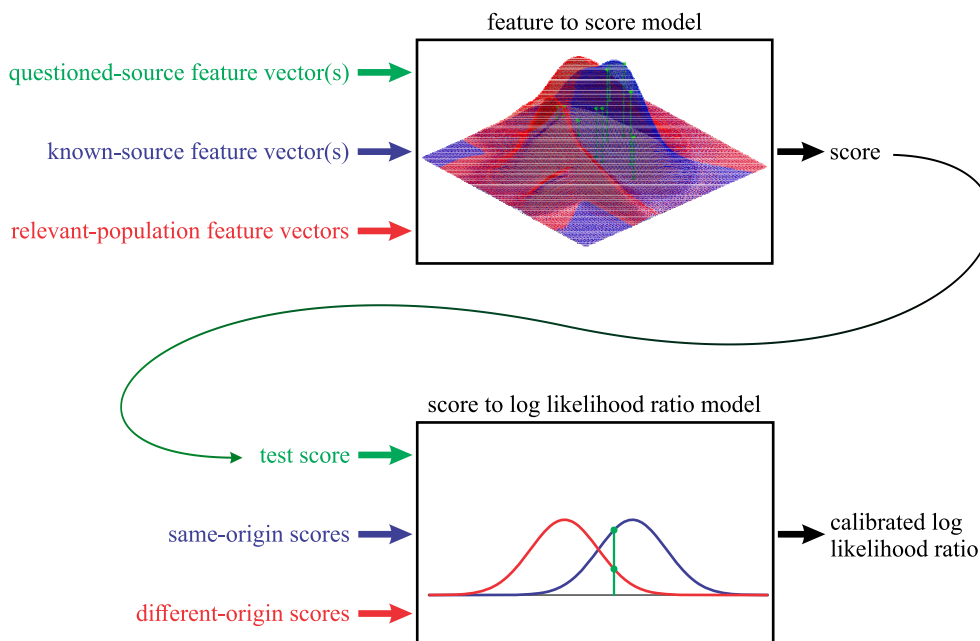 feature to score model
questioned-source feature vector(s)
known-source feature vector(s)
score
relevant-population feature vectors
score to log likelihood ratio model
test score
same-origin scores
calibrated log
likelihood ratio
different-origin scores